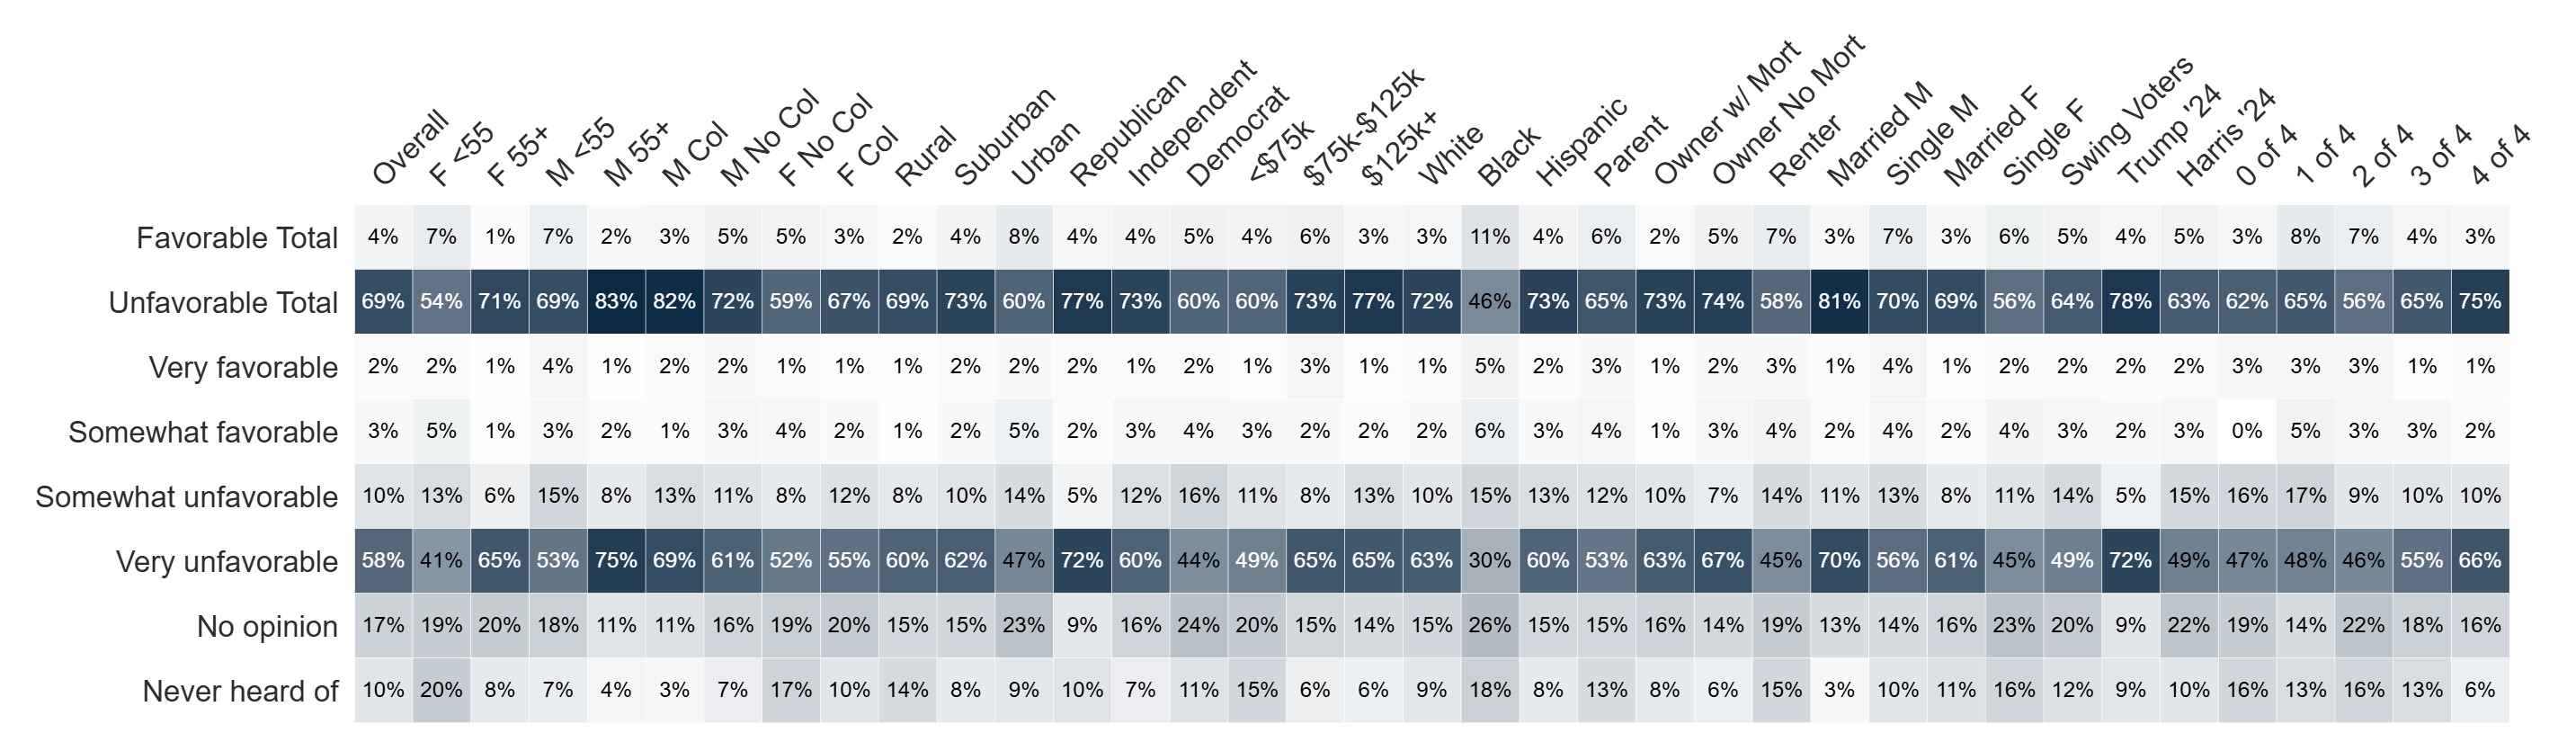 Overall F <55 F 55+ M <55 M 55+ M Col M No Col F No Col F Col Rural Suburban Urban Republican Independent Democrat <$75k $75k-$125k $125k+ White Black Hispanic Parent Owner w/ Mort Owner No Mort Renter Married M Single M Married F Single F Swing Voters Trump '24 Harris '24 0 of 4 1 of 4 2 of 4 3 of 4 4 of 4
Favorable Total 4% 7% 1% 7% 2% 3% 5% 5% 3% 2% 4% 8% 4% 4% 5% 4% 6% 3% 3% 11% 4% 6% 2% 5% 7% 3% 7% 3% 6% 5% 4% 5% 3% 8% 7% 4% 3%
Unfavorable Total 69% 54% 71% 69% 83% 82% 72% 59% 67% 69% 73% 60% 77% 73% 60% 60% 73% 77% 72% 46% 73% 65% 73% 74% 58% 81% 70% 69% 56% 64% 78% 63% 62% 65% 56% 65% 75%
Very favorable 2% 2% 1% 4% 1% 2% 2% 1% 1% 1% 2% 2% 2% 1% 2% 1% 3% 1% 1% 5% 2% 3% 1% 2% 3% 1% 4% 1% 2% 2% 2% 2% 3% 3% 3% 1% 1%
Somewhat favorable 3% 5% 1% 3% 2% 1% 3% 4% 2% 1% 2% 5% 2% 3% 4% 3% 2% 2% 2% 6% 3% 4% 1% 3% 4% 2% 4% 2% 4% 3% 2% 3% 0% 5% 3% 3% 2%
Somewhat unfavorable 10% 13% 6% 15% 8% 13% 11% 8% 12% 8% 10% 14% 5% 12% 16% 11% 8% 13% 10% 15% 13% 12% 10% 7% 14% 11% 13% 8% 11% 14% 5% 15% 16% 17% 9% 10% 10%
Very unfavorable 58% 41% 65% 53% 75% 69% 61% 52% 55% 60% 62% 47% 72% 60% 44% 49% 65% 65% 63% 30% 60% 53% 63% 67% 45% 70% 56% 61% 45% 49% 72% 49% 47% 48% 46% 55% 66%
No opinion 17% 19% 20% 18% 11% 11% 16% 19% 20% 15% 15% 23% 9% 16% 24% 20% 15% 14% 15% 26% 15% 15% 16% 14% 19% 13% 14% 16% 23% 20% 9% 22% 19% 14% 22% 18% 16%
Never heard of 10% 20% 8% 7% 4% 3% 7% 17% 10% 14% 8% 9% 10% 7% 11% 15% 6% 6% 9% 18% 8% 13% 8% 6% 15% 3% 10% 11% 16% 12% 9% 10% 16% 13% 16% 13% 6%